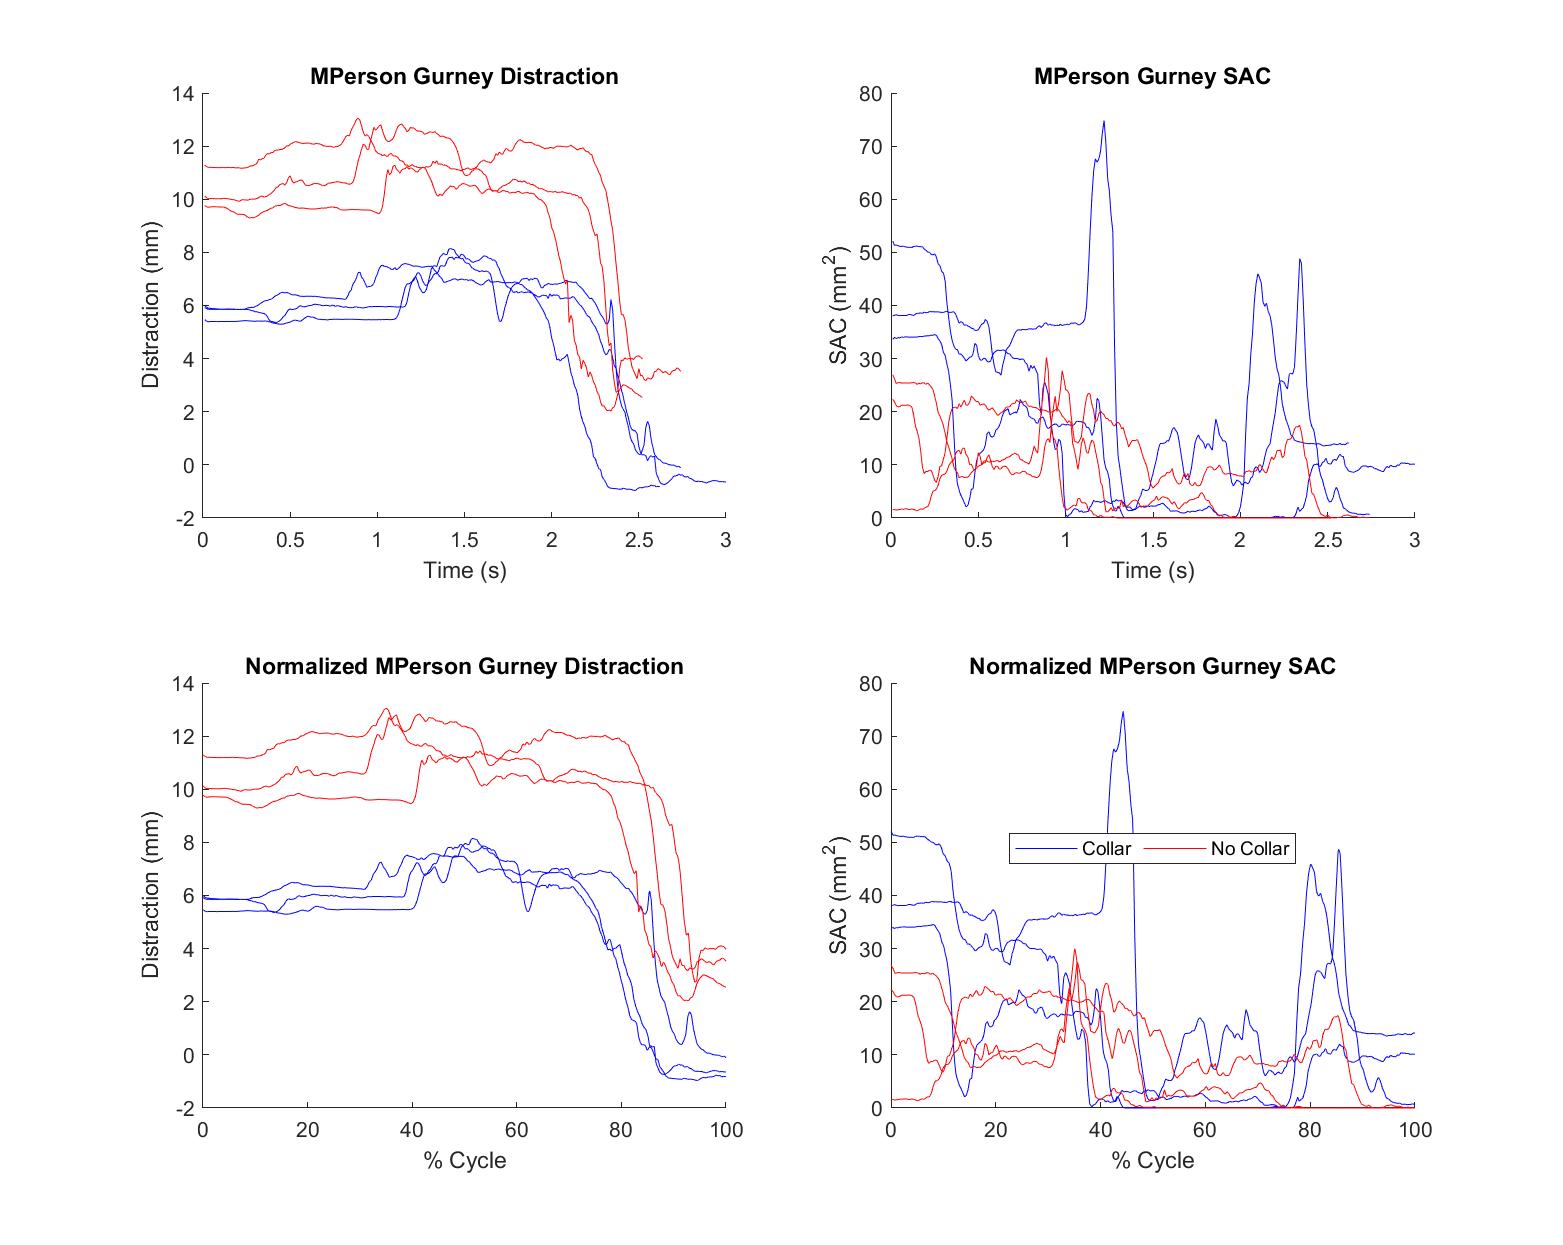 MPerson Gurney Distraction
14
12
10
8
6
4
2
0
-2
Distraction (mm)
0 0.5 1 1.5 2 2.5 3
Time (s)
MPerson Gurney SAC
80
70
60
50
40
30
20
10
0
SAC (mm²)
0 0.5 1 1.5 2 2.5 3
Time (s)
Normalized MPerson Gurney Distraction
14
12
10
8
6
4
2
0
-2
Distraction (mm)
0 20 40 60 80 100
% Cycle
Normalized MPerson Gurney SAC
80
70
60
50
40
30
20
10
0
SAC (mm²)
Collar No Collar
0 20 40 60 80 100
% Cycle